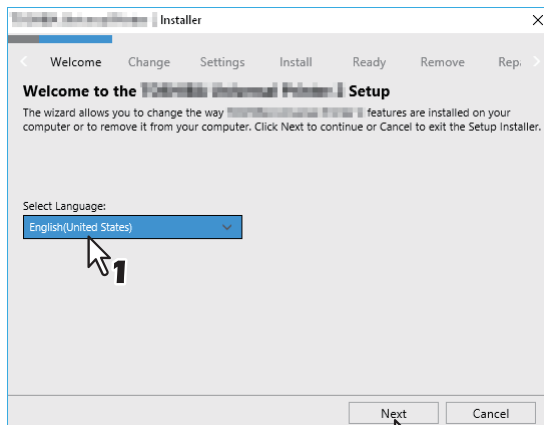 Installer
Welcome Change Settings Install Ready Remove Repa
Welcome to the Setup
The wizard allows you to change the way features are installed on your
computer or to remove it from your computer. Click Next to continue or Cancel to exit the Setup Installer.
Select Language:
English(United States)
1
Next Cancel